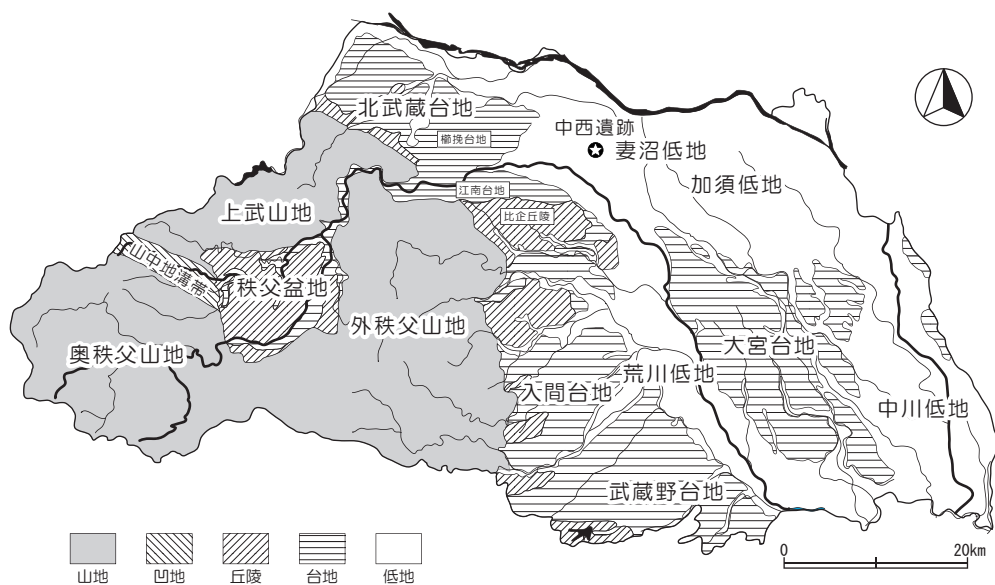 北武蔵台地
中西遺跡
櫛挽台地
妻沼低地
加須低地
江南台地
上武山地
比企丘陵
山中地溝帯
秩父盆地
外秩父山地
奥秩父山地
大宮台地
荒川低地
入間台地
中川低地
武蔵野台地
山地
凹地
丘陵
台地
低地
0
20km